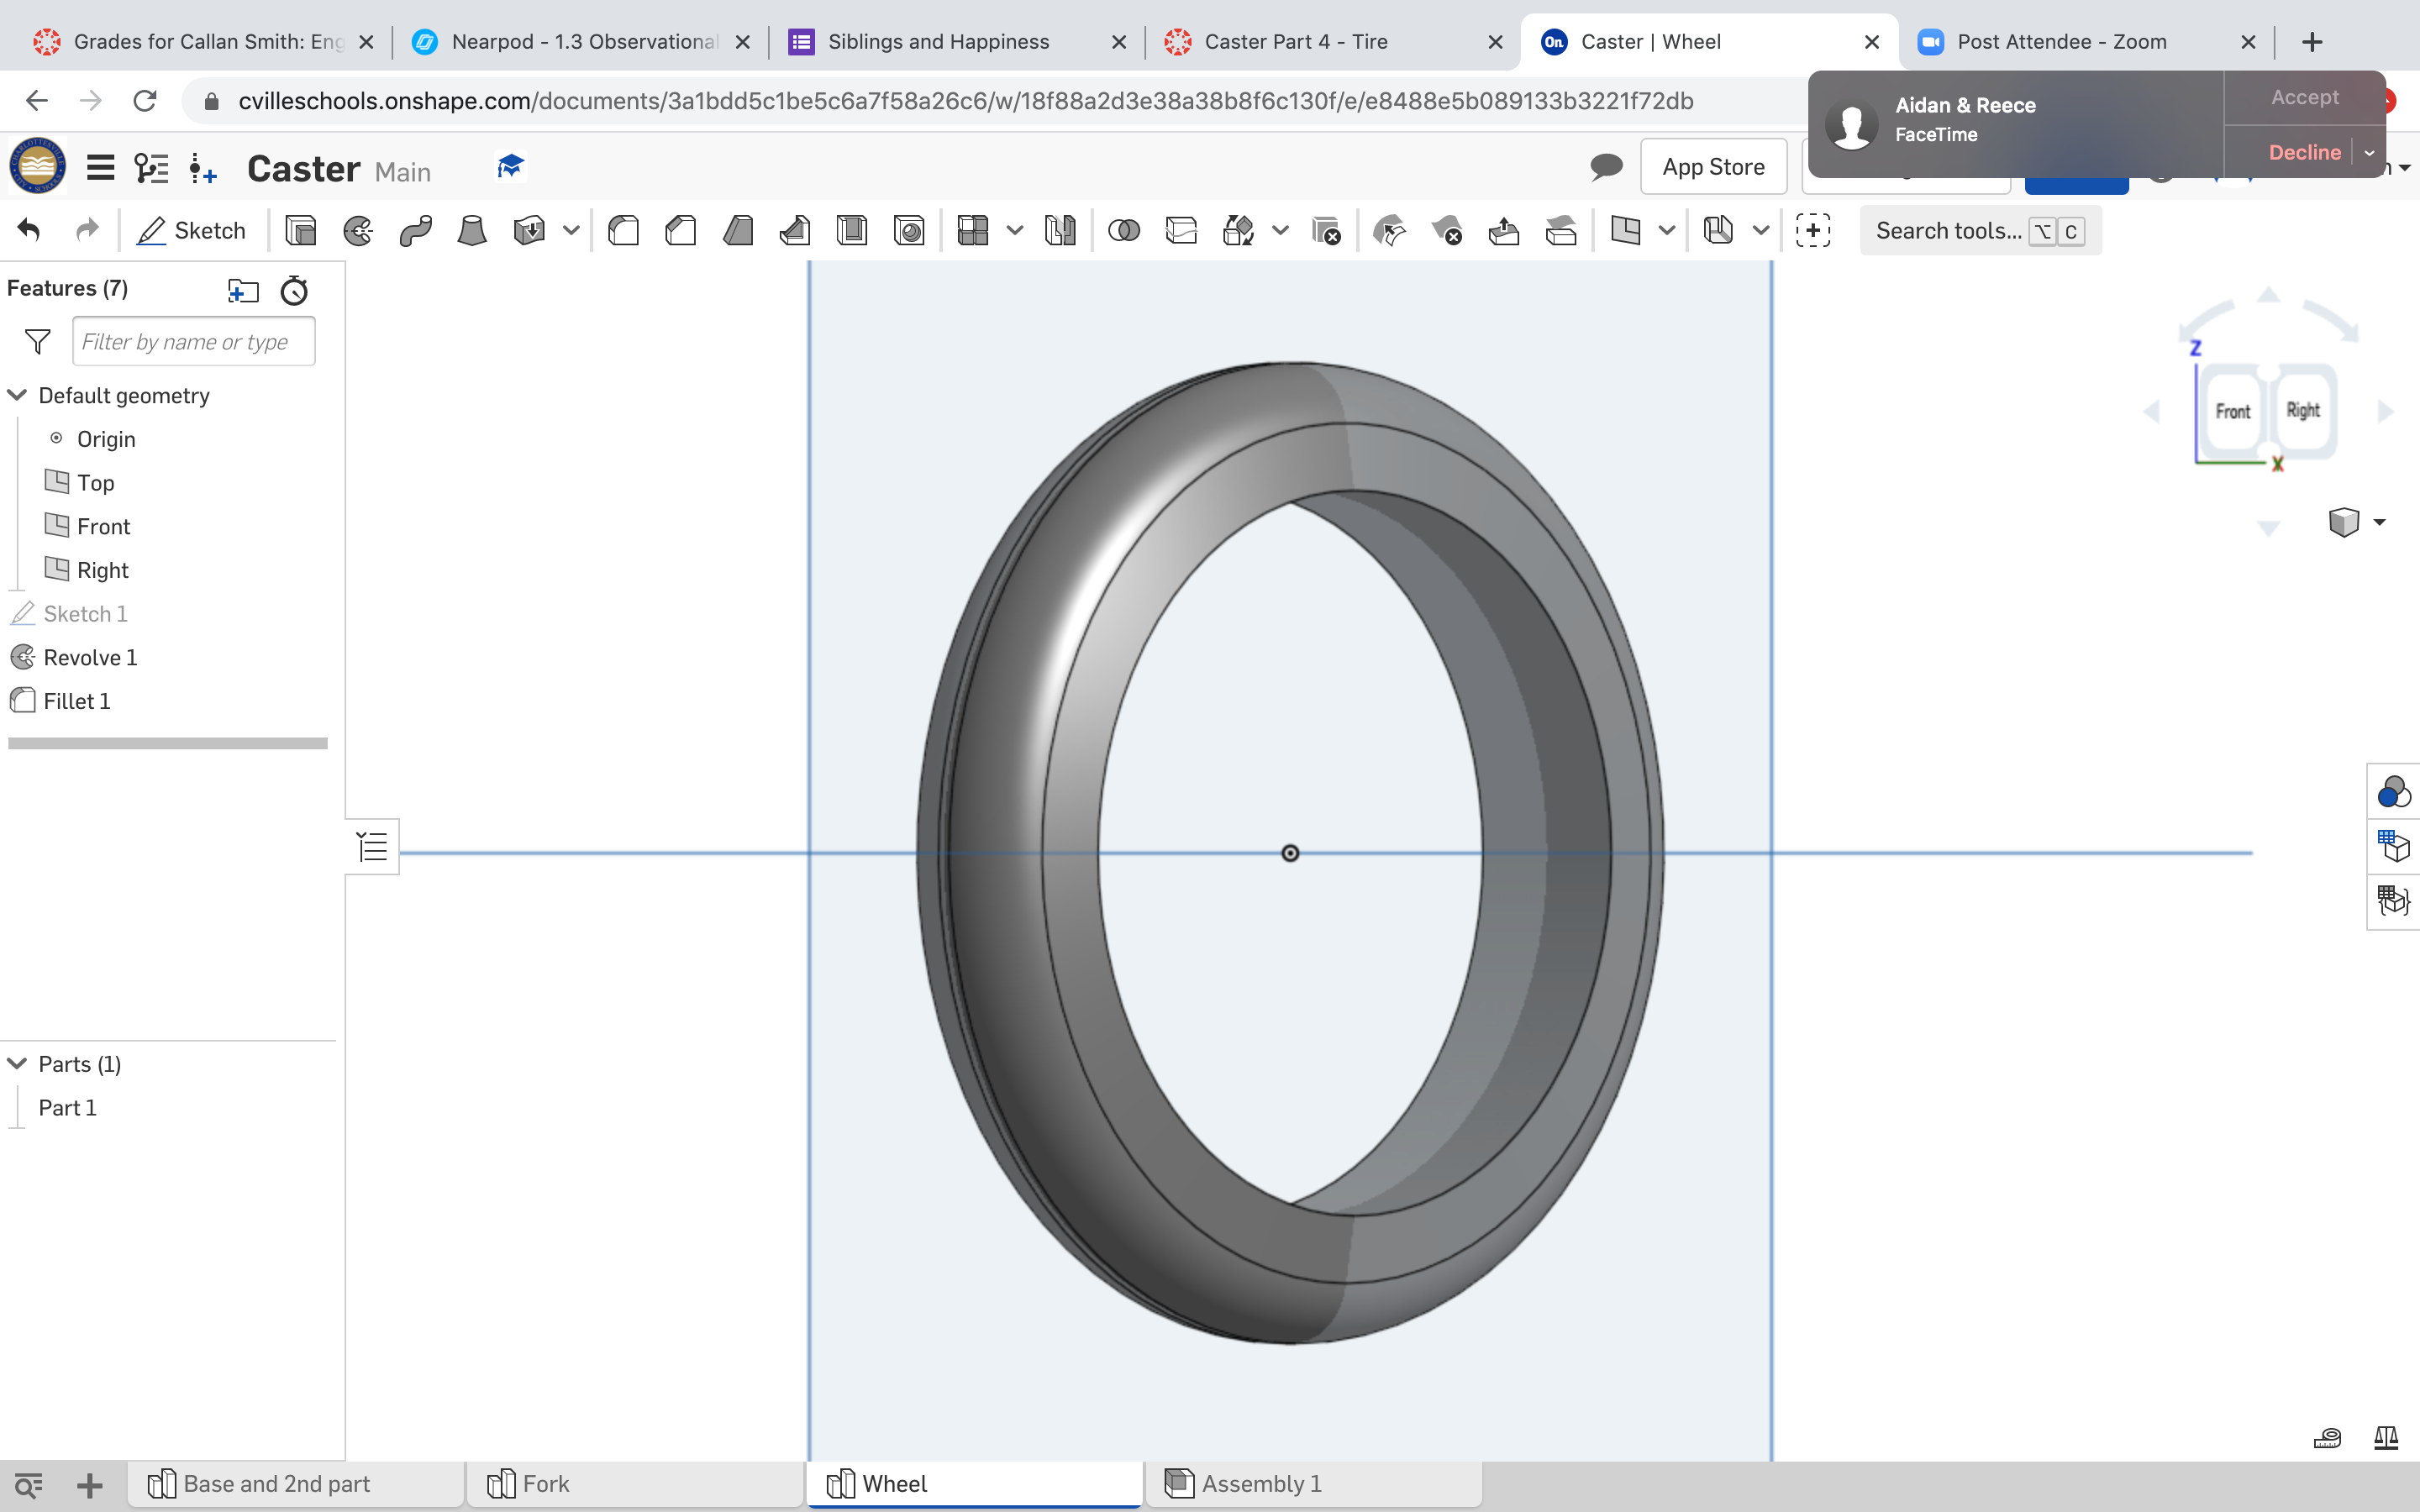 Grades for Callan Smith: Eng
Nearpod - 1.3 Observational
Siblings and Happiness
Caster Part 4 - Tire
On Caster | Wheel
Post Attendee - Zoom
cvilleschools.onshape.com/documents/3a1bdd5c1be5c6a7f58a26c6/w/18f88a2d3e38a38b8f6c130f/e/e8488e5b089133b3221f72db
Aidan & Reece
FaceTime
Accept
Decline
Caster Main
App Store
Sketch
Search tools... ⌥ C
Features (7)
Filter by name or type
Default geometry
Origin
Top
Front
Right
Sketch 1
Revolve 1
Fillet 1
Z
Front
Right
X
Parts (1)
Part 1
Base and 2nd part
Fork
Wheel
Assembly 1